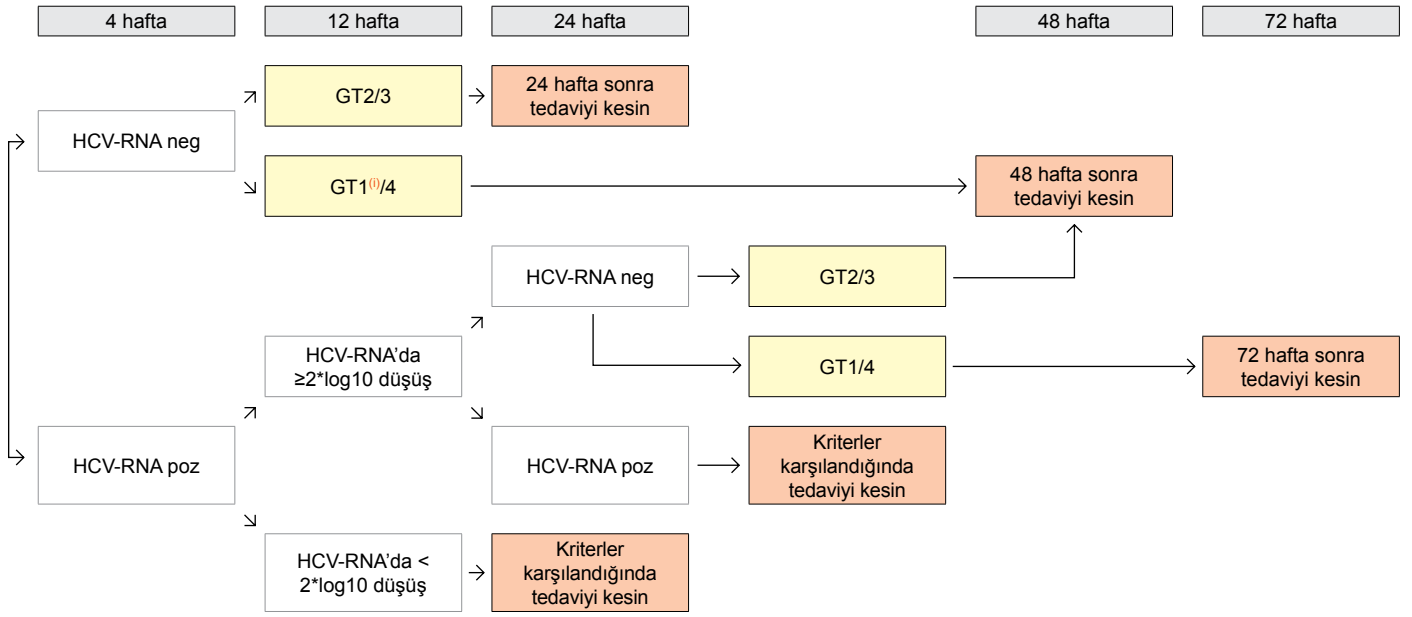 4 hafta
12 hafta
24 hafta
48 hafta
72 hafta
GT2/3
24 hafta sonra
tedaviyi kesin
HCV-RNA neg
GT1(i)/4
48 hafta sonra
tedaviyi kesin
HCV-RNA neg
GT2/3
HCV-RNA'da
≥2*log10 düşüş
GT1/4
72 hafta sonra
tedaviyi kesin
HCV-RNA poz
HCV-RNA poz
Kriterler
karşılandığında
tedaviyi kesin
HCV-RNA'da <
2*log10 düşüş
Kriterler
karşılandığında
tedaviyi kesin